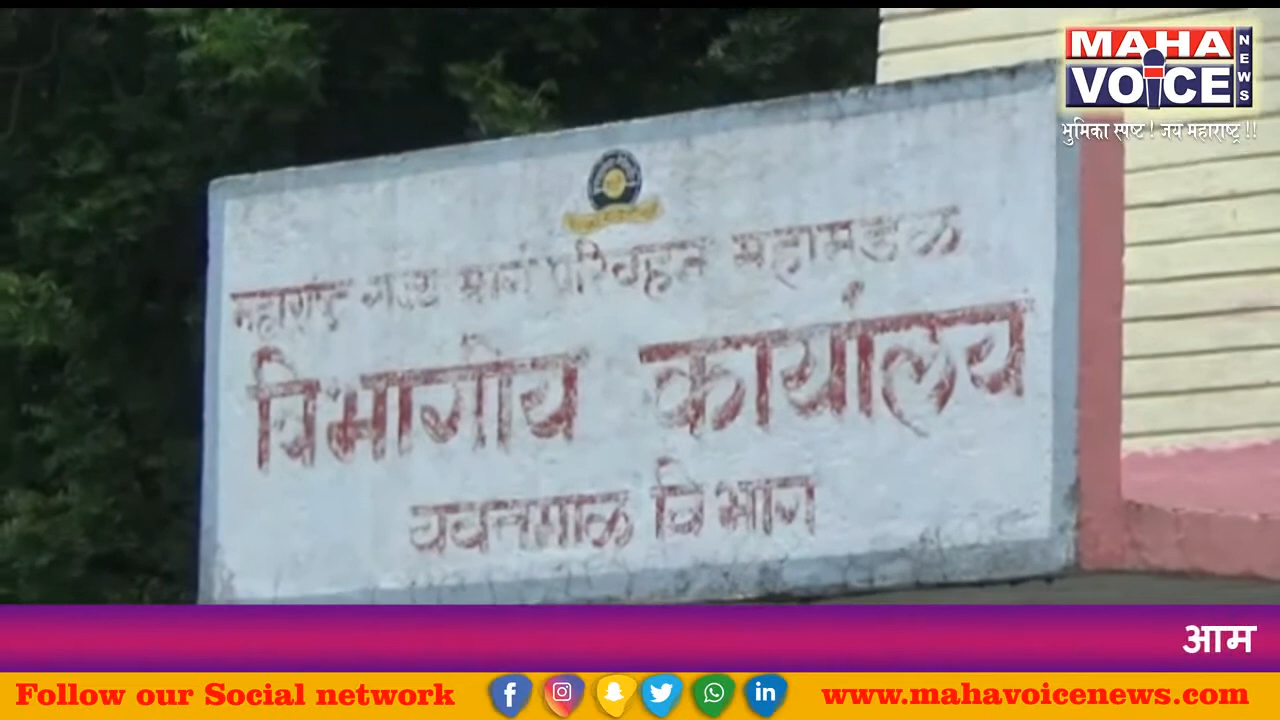 MAHA
VOICE
NEWS
भुमिका स्पष्ट ! जय महाराष्ट्र !!
महाराष्ट्र राज्य मार्ग परिवहन महामंडळ
विभागीय कार्यालय
यवतमाळ विभाग
आम
Follow our Social network
www.mahavoicenews.com